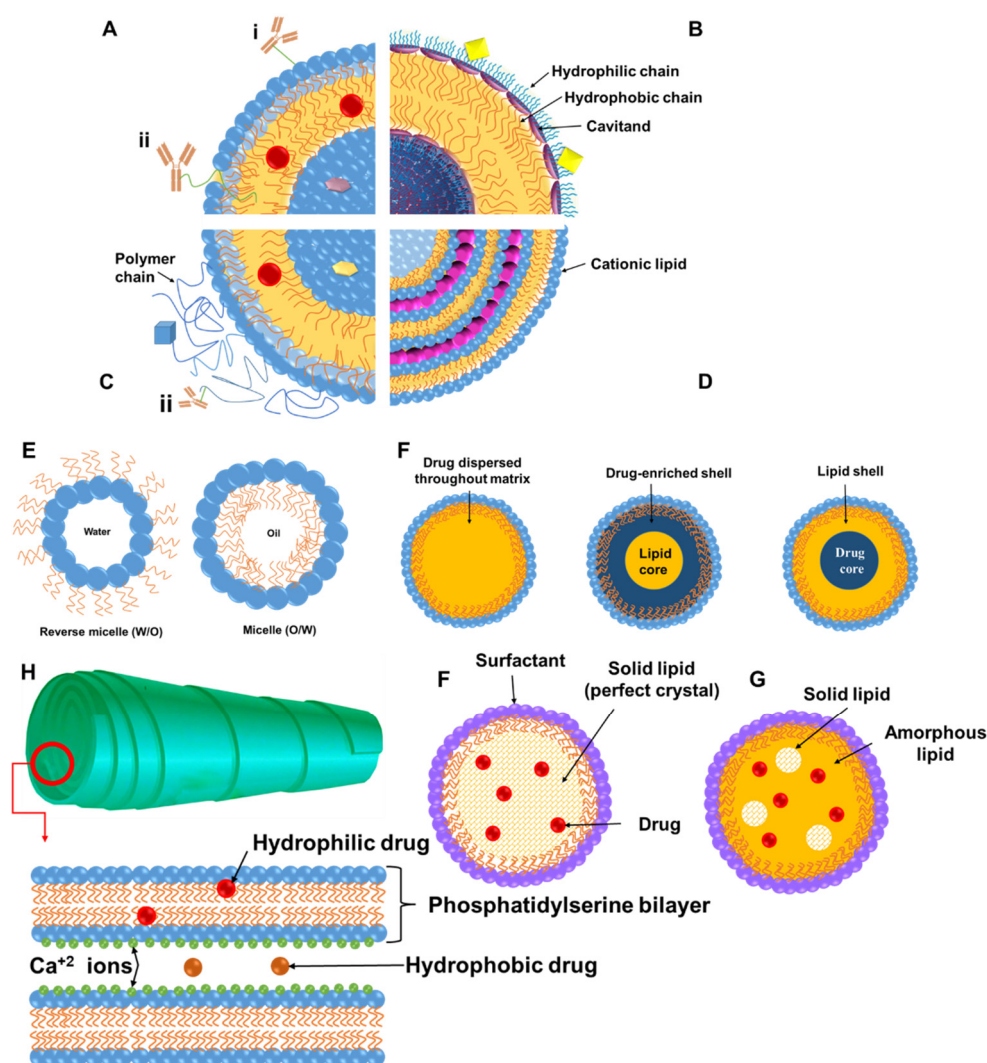 A
i
B
Hydrophilic chain
Hydrophobic chain
Cavitand
ii
Polymer
chain
Cationic lipid
C
ii
D
E
Water
Oil
Reverse micelle (W/O)
Micelle (O/W)
F
Drug dispersed
throughout matrix
Drug-enriched shell
Lipid shell
Lipid
core
Drug
core
H
F
Surfactant
Solid lipid
(perfect crystal)
Drug
G
Solid lipid
Amorphous
lipid
Hydrophilic drug
Phosphatidylserine bilayer
Ca+2 ions
Hydrophobic drug